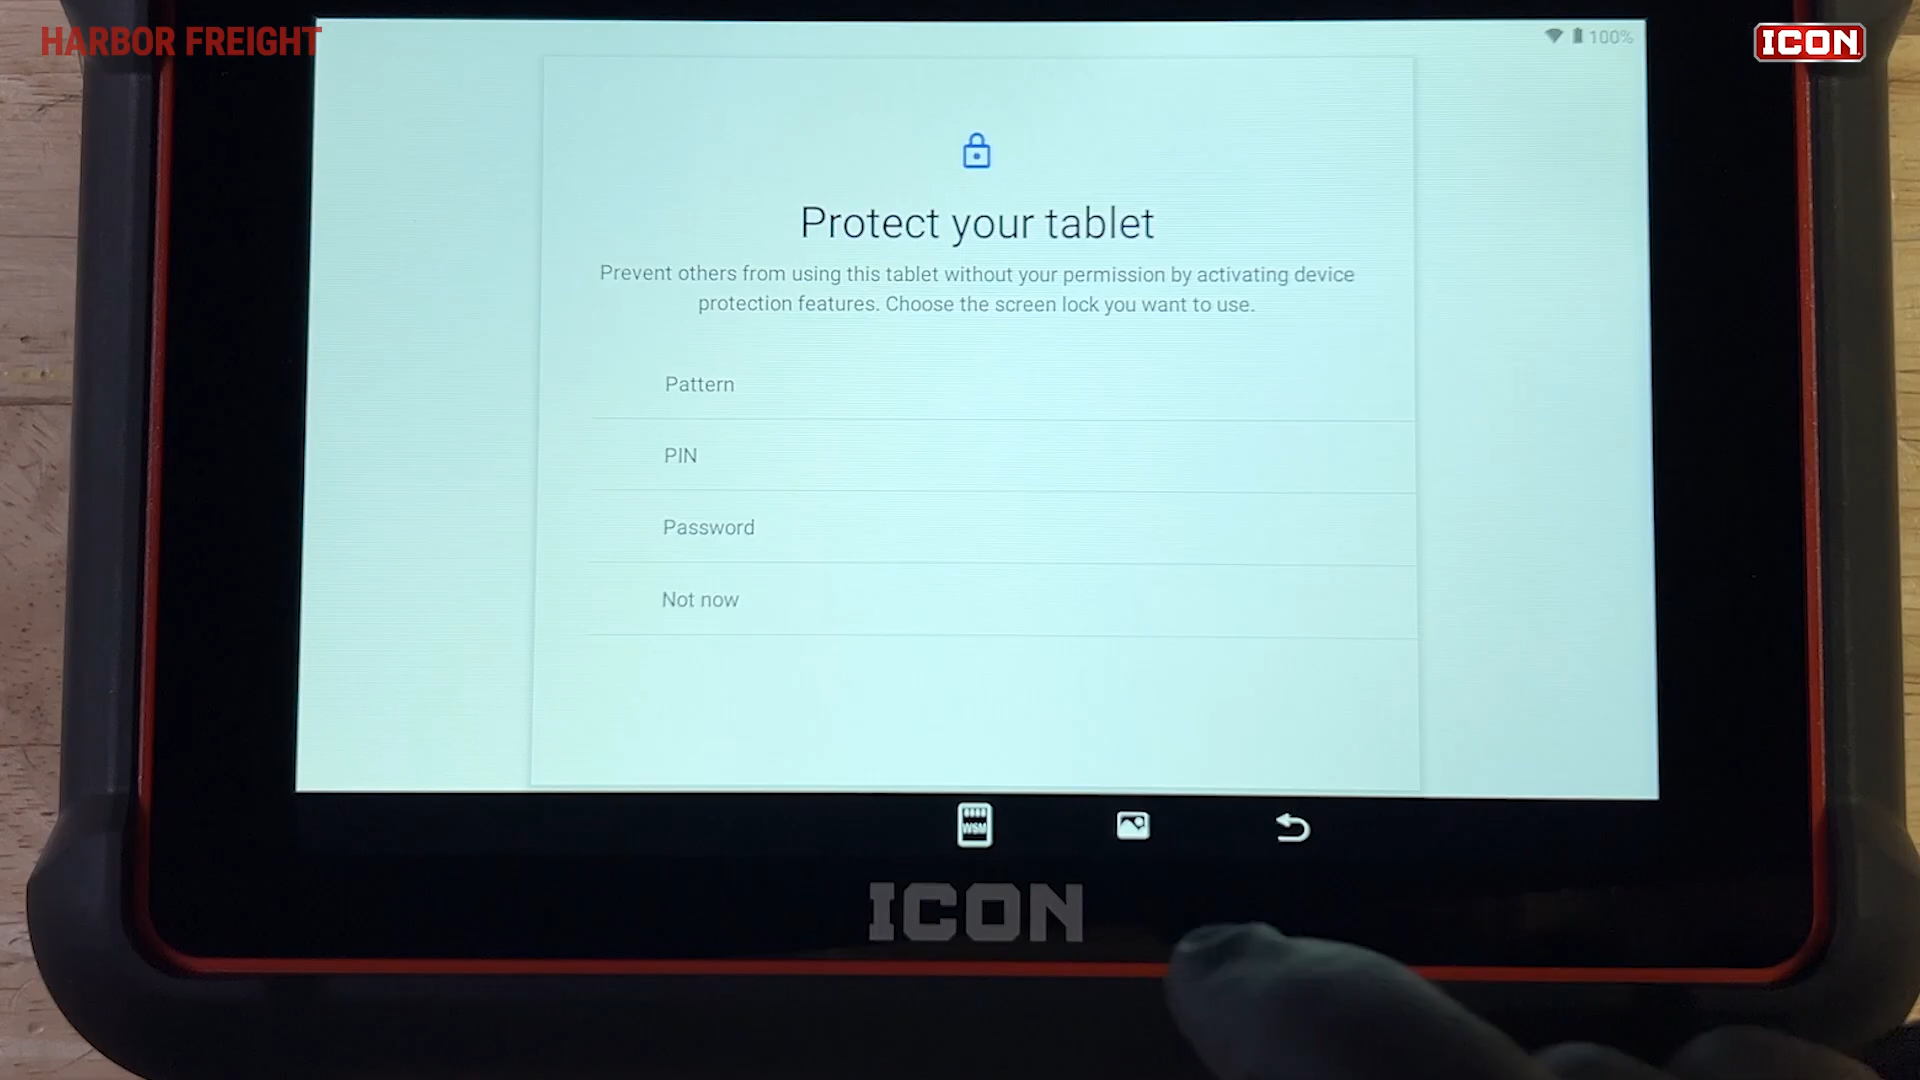 HARBOR FREIGHT
ICON
100%
Protect your tablet
Prevent others from using this tablet without your permission by activating device
protection features. Choose the screen lock you want to use.
Pattern
PIN
Password
Not now
WSM
ICON